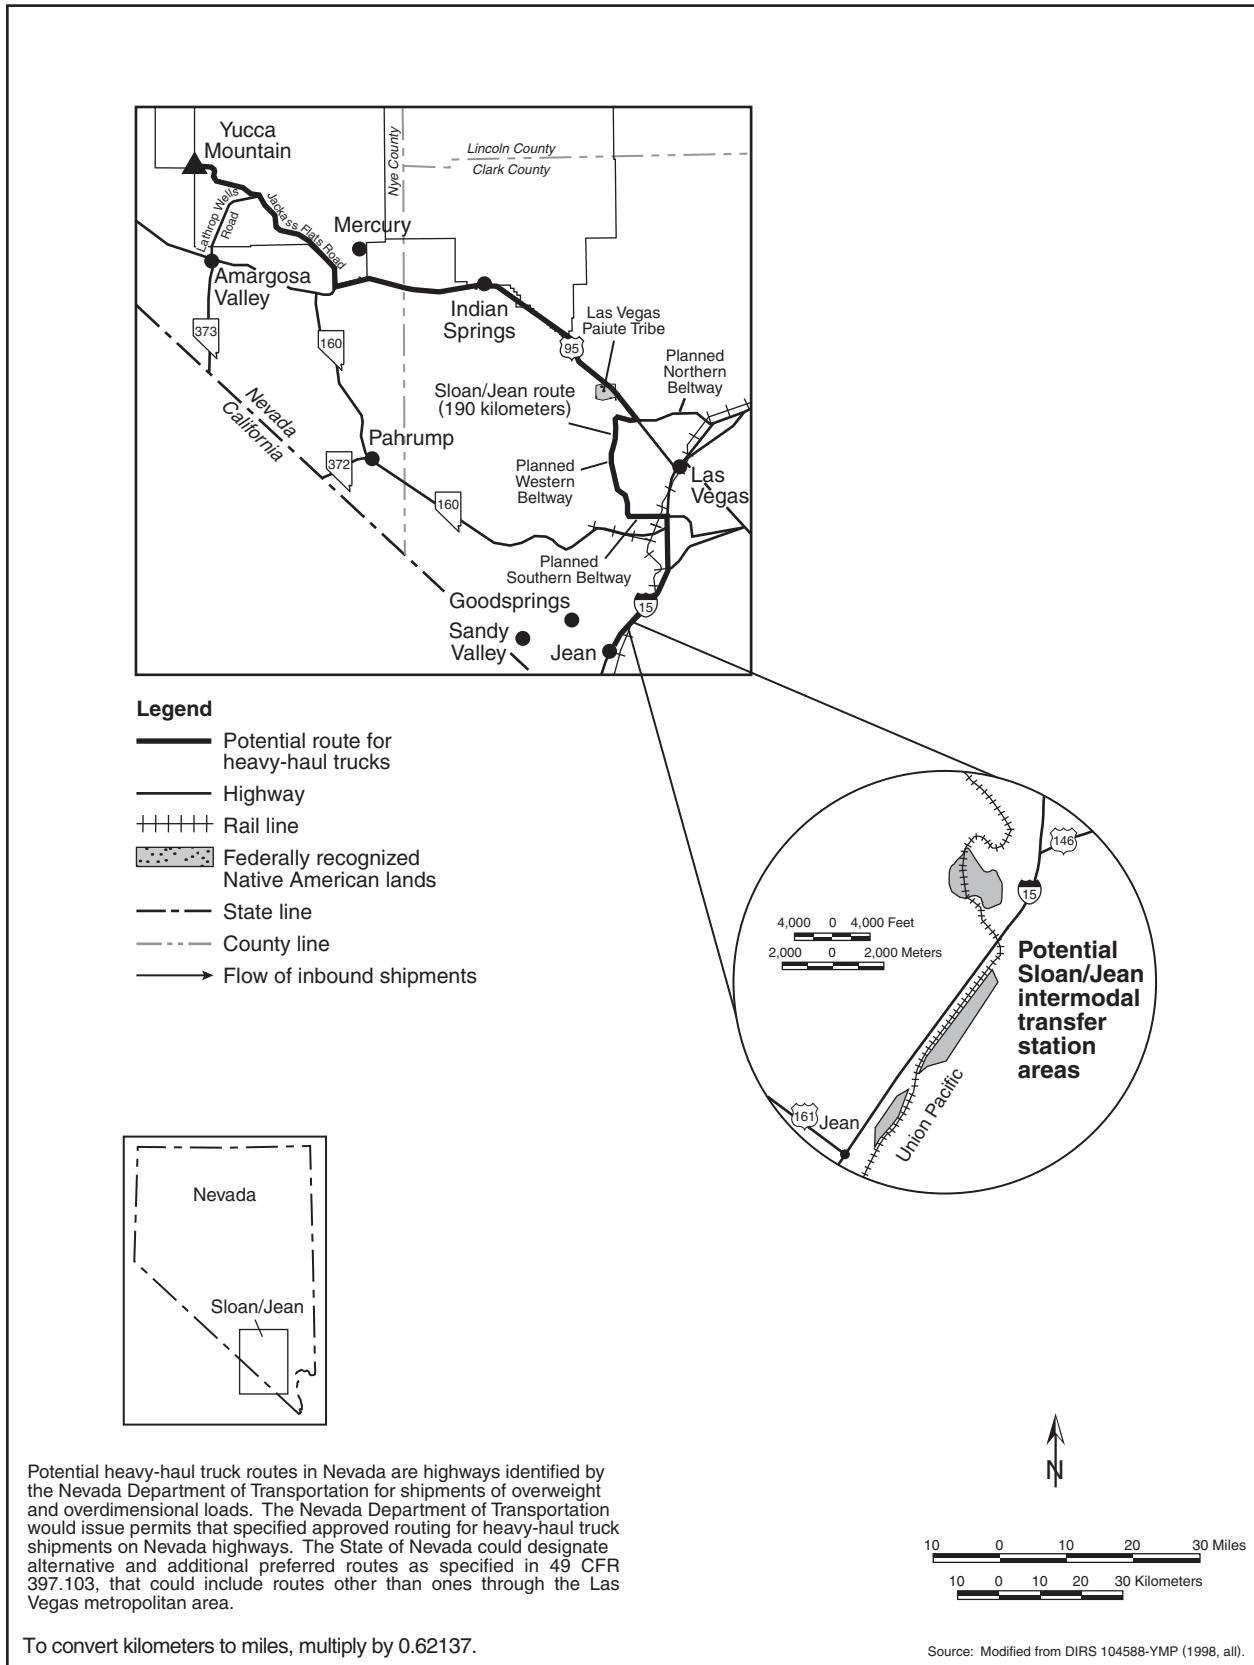 Yucca
Mountain
Nye County
Lincoln County
Clark County
Lathrop Wells
Road
Jackass Flats Road
Mercury
Amargosa
Valley
Indian
Springs
Las Vegas
Paiute Tribe
373
160
95
Planned
Northern
Beltway
Sloan/Jean route
(190 kilometers)
Nevada
California
Pahrump
372
Planned
Western
Beltway
Las
Vegas
160
Planned
Southern Beltway
Goodsprings
15
Sandy
Valley
Jean
Legend
Potential route for
heavy-haul trucks
Highway
Rail line
Federally recognized
Native American lands
State line
County line
Flow of inbound shipments
146
15
4,000 0 4,000 Feet
2,000 0 2,000 Meters
Potential
Sloan/Jean
intermodal
transfer
station
areas
Union Pacific
161
Jean
Nevada
Sloan/Jean
N
Potential heavy-haul truck routes in Nevada are highways identified by
the Nevada Department of Transportation for shipments of overweight
and overdimensional loads. The Nevada Department of Transportation
would issue permits that specified approved routing for heavy-haul truck
shipments on Nevada highways. The State of Nevada could designate
alternative and additional preferred routes as specified in 49 CFR
397.103, that could include routes other than ones through the Las
Vegas metropolitan area.
10 0 10 20 30 Miles
10 0 10 20 30 Kilometers
To convert kilometers to miles, multiply by 0.62137.
Source: Modified from DIRS 104588-YMP (1998, all).